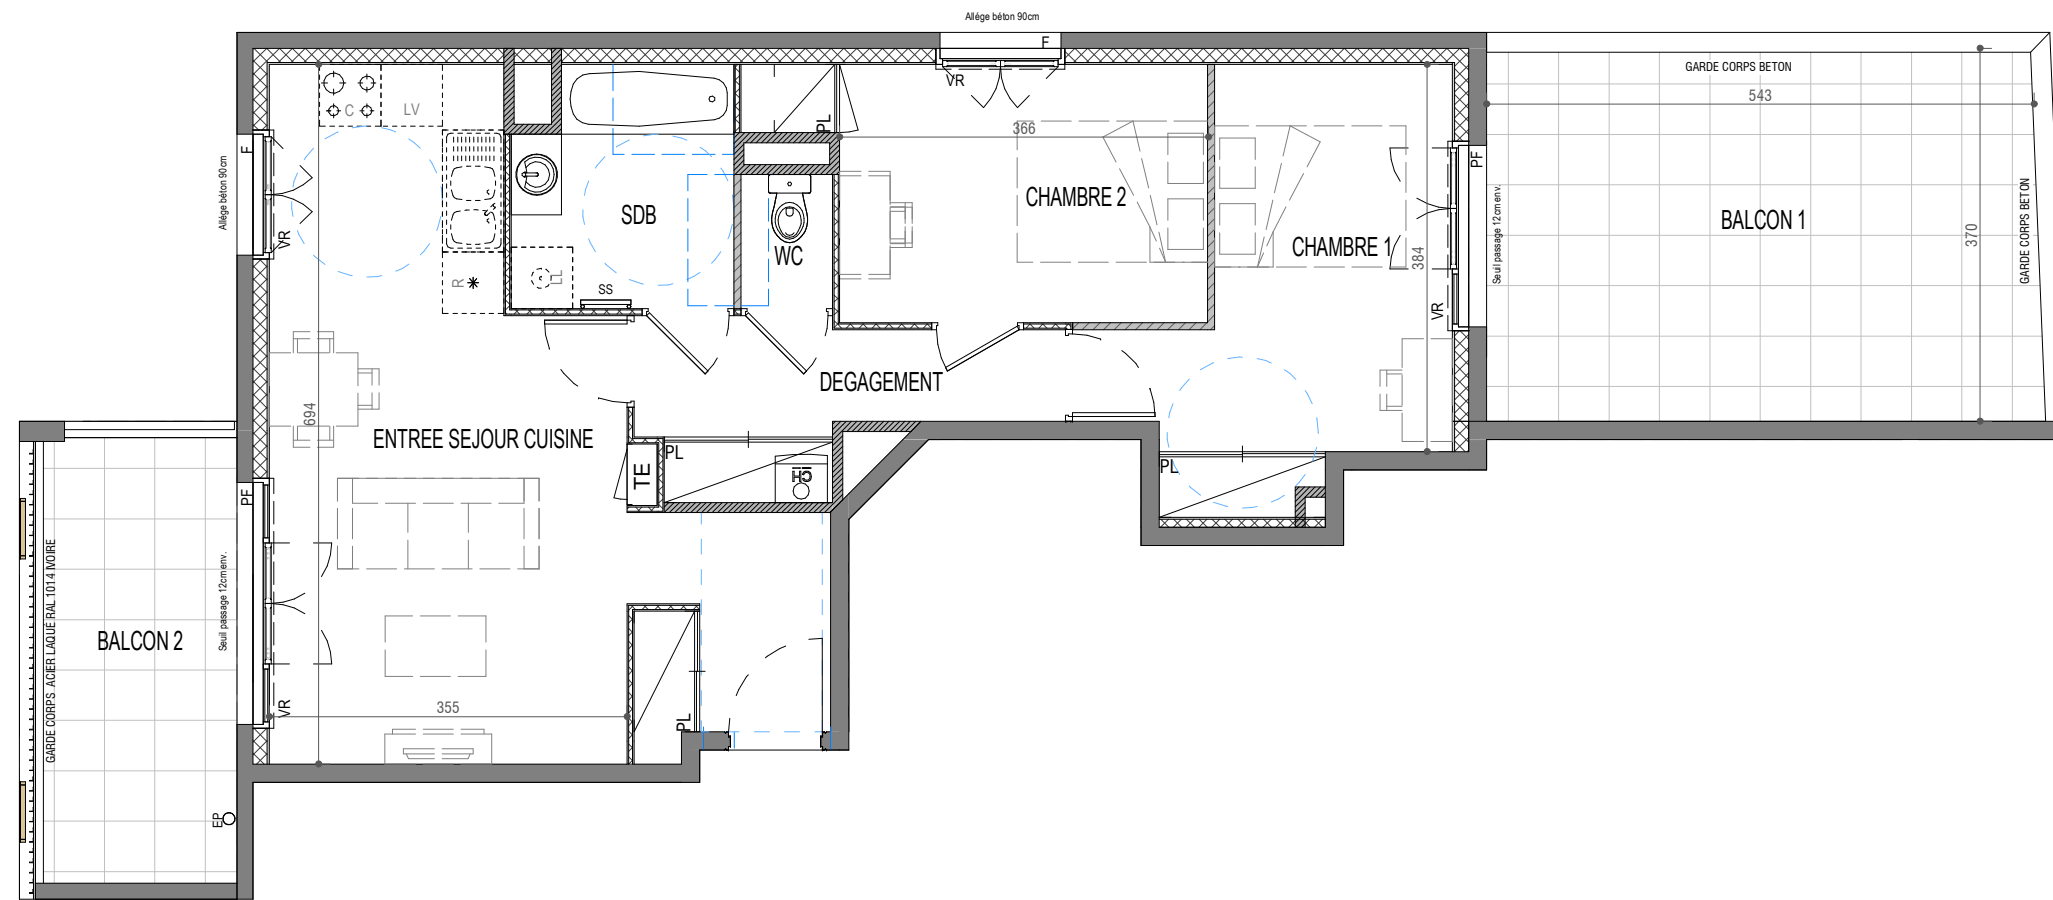 Allège béton 90cm
F
VR
GARDE CORPS BETON
543
C
LV
PL
366
F
Allège béton 90cm
PF
Seuil passage 12cm env.
CHAMBRE 2
SDB
CHAMBRE 1
BALCON 1
370
GARDE CORPS BETON
VR
WC
384
R
LL
SS
VR
DEGAGEMENT
694
ENTREE SEJOUR CUISINE
TE
PL
CH
PL
PF
GARDE CORPS ACIER LAQUE RAL 1014 IVOIRE
Seuil passage 12cm env.
BALCON 2
VR
355
PL
EP